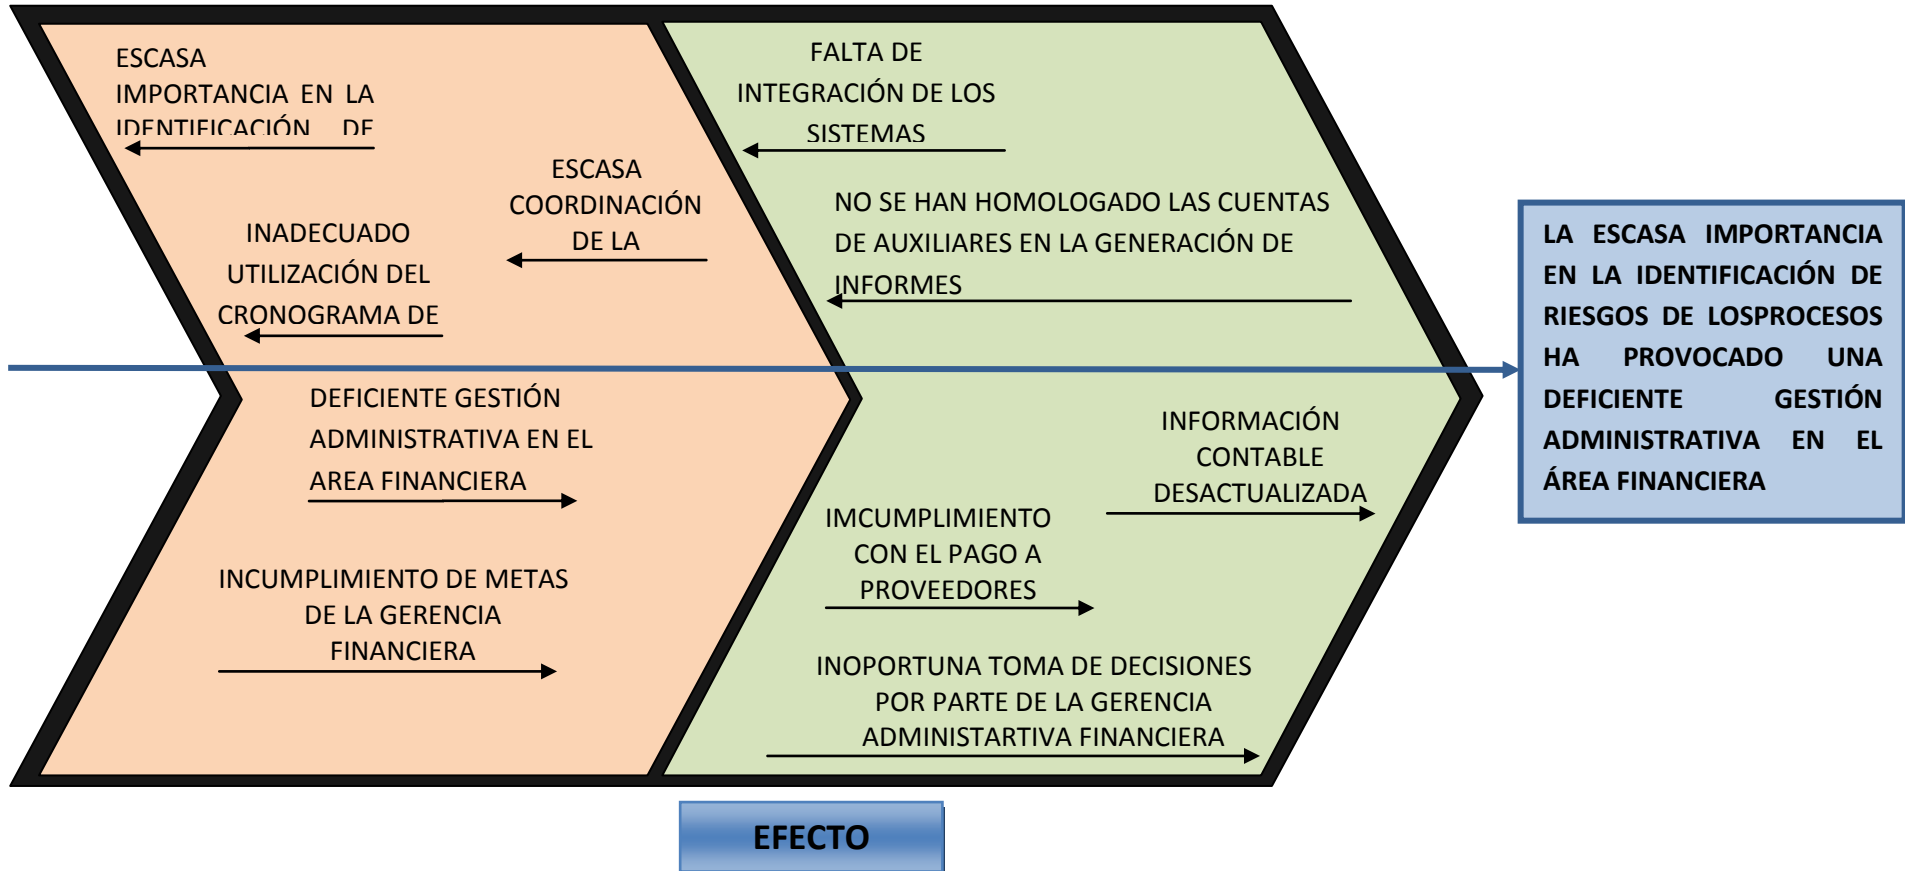 ESCASA
IMPORTANCIA EN LA
IDENTIFICACIÓN DE
ESCASA
COORDINACIÓN
DE LA
INADECUADO
UTILIZACIÓN DEL
CRONOGRAMA DE
FALTA DE
INTEGRACIÓN DE LOS
SISTEMAS
NO SE HAN HOMOLOGADO LAS CUENTAS
DE AUXILIARES EN LA GENERACIÓN DE
INFORMES
DEFICIENTE GESTIÓN
ADMINISTRATIVA EN EL
AREA FINANCIERA
INCUMPLIMIENTO DE METAS
DE LA GERENCIA
FINANCIERA
INFORMACIÓN
CONTABLE
DESACTUALIZADA
IMCUMPLIMIENTO
CON EL PAGO A
PROVEEDORES
INOPORTUNA TOMA DE DECISIONES
POR PARTE DE LA GERENCIA
ADMINISTARTIVA FINANCIERA
LA ESCASA IMPORTANCIA
EN LA IDENTIFICACIÓN DE
RIESGOS DE LOSPROCESOS
HA PROVOCADO UNA
DEFICIENTE GESTIÓN
ADMINISTRATIVA EN EL
ÁREA FINANCIERA
EFECTO